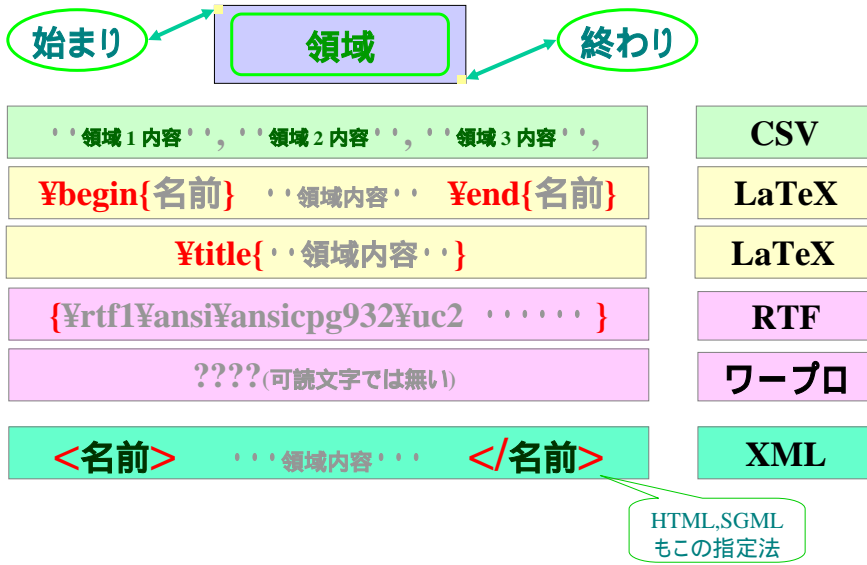 始まり
領域
終わり
‘‘領域1内容‘‘, ‘‘領域2内容‘‘, ‘‘領域3内容‘‘,
CSV
¥begin{名前} ‥領域内容‥ ¥end{名前}
LaTeX
¥title{‥領域内容‥}
LaTeX
{¥rtf1¥ansi¥ansicpg932¥uc2 ‥‥‥}
RTF
????(可読文字では無い)
ワープロ
<名前> ・・・領域内容・・・ </名前>
XML
HTML,SGML
もこの指定法